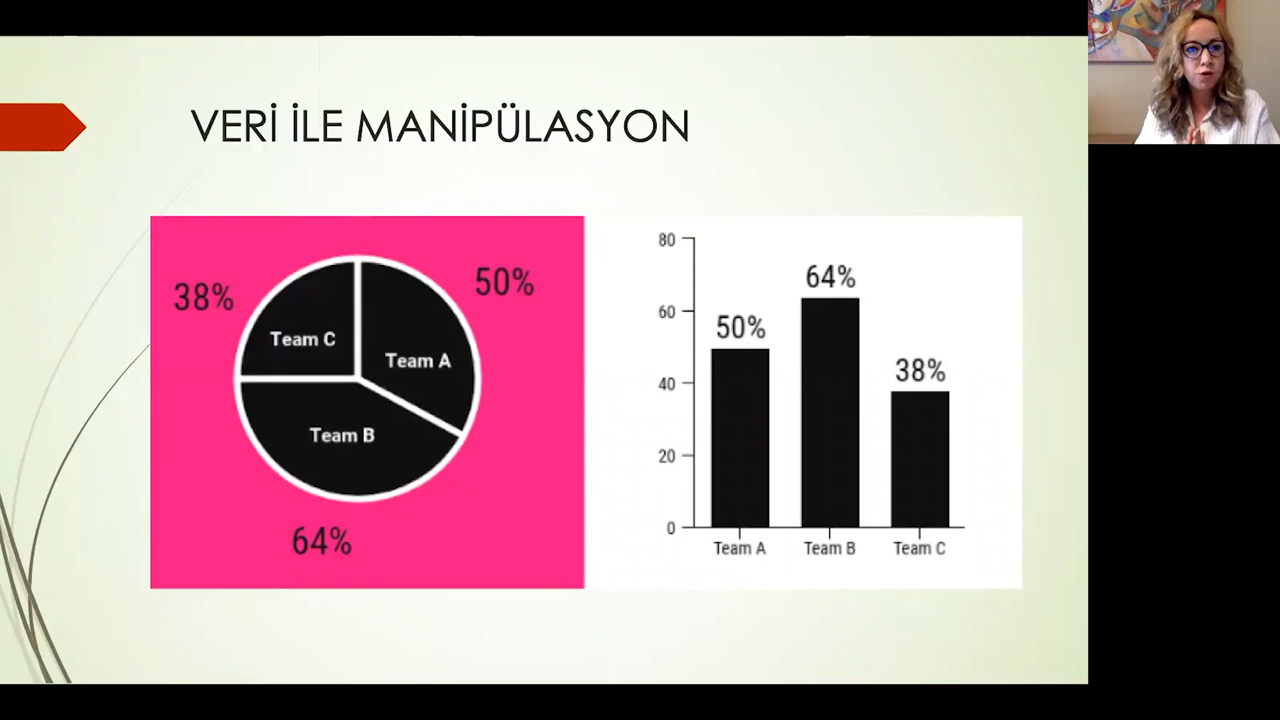 VERİ İLE MANİPÜLASYON
38%
50%
Team C
Team A
Team B
64%
80
60
40
20
0
50%
64%
38%
Team A
Team B
Team C